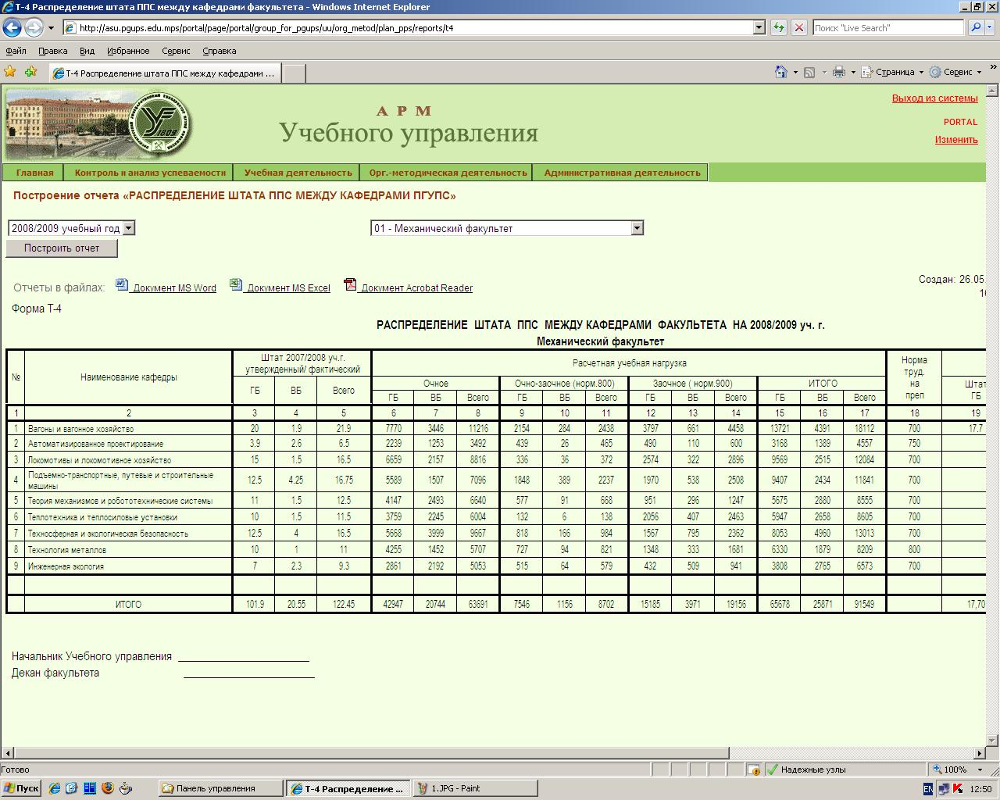 Т-4 Распределение штата ППС между кафедрами факультета - Windows Internet Explorer
http://asu.pgups.edu.mps/portal/page/portal/group_for_pgups/uu/org_metod/plan_pps/reports/t4
Поиск "Live Search"
Файл Правка Вид Избранное Сервис Справка
Т-4 Распределение штата ППС между кафедрами ...
Страница Сервис »
А Р М
Учебного управления
1809
Выход из системы
PORTAL
Изменить
Главная Контроль и анализ успеваемости Учебная деятельность Орг.-методическая деятельность Административная деятельность
Построение отчета «РАСПРЕДЕЛЕНИЕ ШТАТА ППС МЕЖДУ КАФЕДРАМИ ПГУПС»
2008/2009 учебный год 01 - Механический факультет
Построить отчет
Отчеты в файлах: Документ MS Word Документ MS Excel Документ Acrobat Reader
Создан: 26.05.
Форма Т-4
РАСПРЕДЕЛЕНИЕ ШТАТА ППС МЕЖДУ КАФЕДРАМИ ФАКУЛЬТЕТА НА 2008/2009 уч. г.
Механический факультет
№ Наименование кафедры Штат 2007/2008 уч.г. утвержденный/ фактический Расчетная учебная нагрузка Норма труд. на преп Штат
Очное Очно-заочное (норм.800) Заочное ( норм.900) ИТОГО
ГБ ВБ Всего ГБ ВБ Всего ГБ ВБ Всего ГБ ВБ Всего ГБ ВБ Всего ГБ
1 2 3 4 5 6 7 8 9 10 11 12 13 14 15 16 17 18 19
1 Вагоны и вагонное хозяйство 20 1.9 21.9 7770 3446 11216 2154 284 2438 3797 661 4458 13721 4391 18112 700 17.7
2 Автоматизированное проектирование 3.9 2.6 6.5 2239 1253 3492 439 26 465 490 110 600 3168 1389 4557 750
3 Локомотивы и локомотивное хозяйство 15 1.5 16.5 6659 2157 8816 336 36 372 2574 322 2896 9569 2515 12084 700
4 Подъемно-транспортные, путевые и строительные машины 12.5 4.25 16.75 5589 1507 7096 1848 389 2237 1970 538 2508 9407 2434 11841 700
5 Теория механизмов и робототехнические системы 11 1.5 12.5 4147 2493 6640 577 91 668 951 296 1247 5675 2880 8555 700
6 Теплотехника и теплосиловые установки 10 1.5 11.5 3759 2245 6004 132 6 138 2056 407 2463 5947 2658 8605 700
7 Техносферная и экологическая безопасность 12.5 4 16.5 5668 3999 9667 818 166 984 1567 795 2362 8053 4960 13013 700
8 Технология металлов 10 1 11 4255 1452 5707 727 94 821 1348 333 1681 6330 1879 8209 800
9 Инженерная экология 7 2.3 9.3 2861 2192 5053 515 64 579 432 509 941 3808 2765 6573 700
ИТОГО 101.9 20.55 122.45 42947 20744 63691 7546 1156 8702 15185 3971 19156 65678 25871 91549 17,70
Начальник Учебного управления
Декан факультета
Готово Надежные узлы 100%
Пуск Панель управления Т-4 Распределение ... 1.JPG - Paint EN 12:50